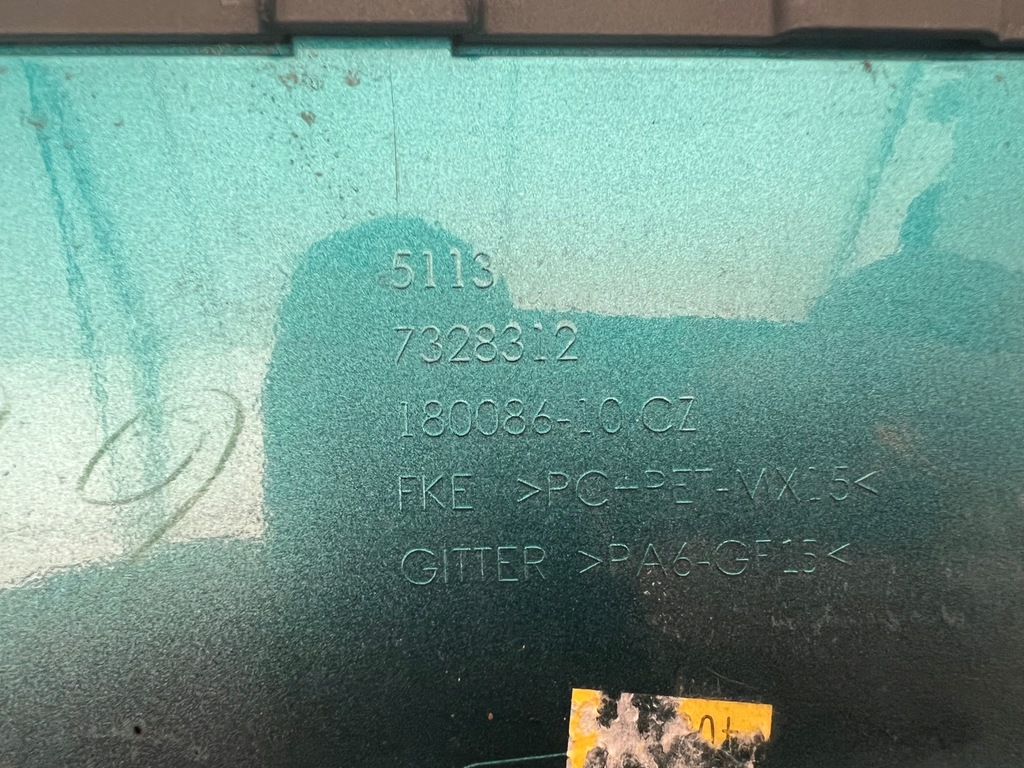 5113
7328312
180086-10 CZ
FKE >PC+PET-MX15<
GITTER >PA6-GF15<